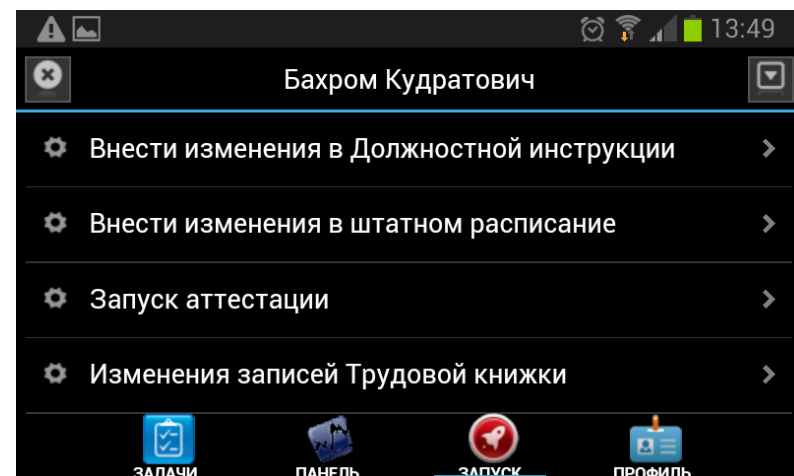 13:49
Бахром Кудратович
Внести изменения в Должностной инструкции
Внести изменения в штатном расписание
Запуск аттестации
Изменения записей Трудовой книжки
ЗАДАЧИ ПАНЕЛЬ ЗАПУСК ПРОФИЛЬ